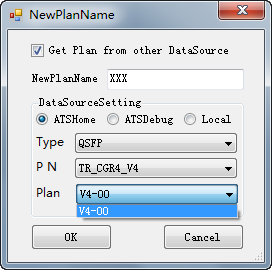 NewPlanName
Get Plan from other DataSource
NewPlanName XXX
DataSourceSetting
ATSHome ATSDebug Local
Type QSFP
P N TR_CGR4_V4
Plan V4-00
V4-00
OK Cancel